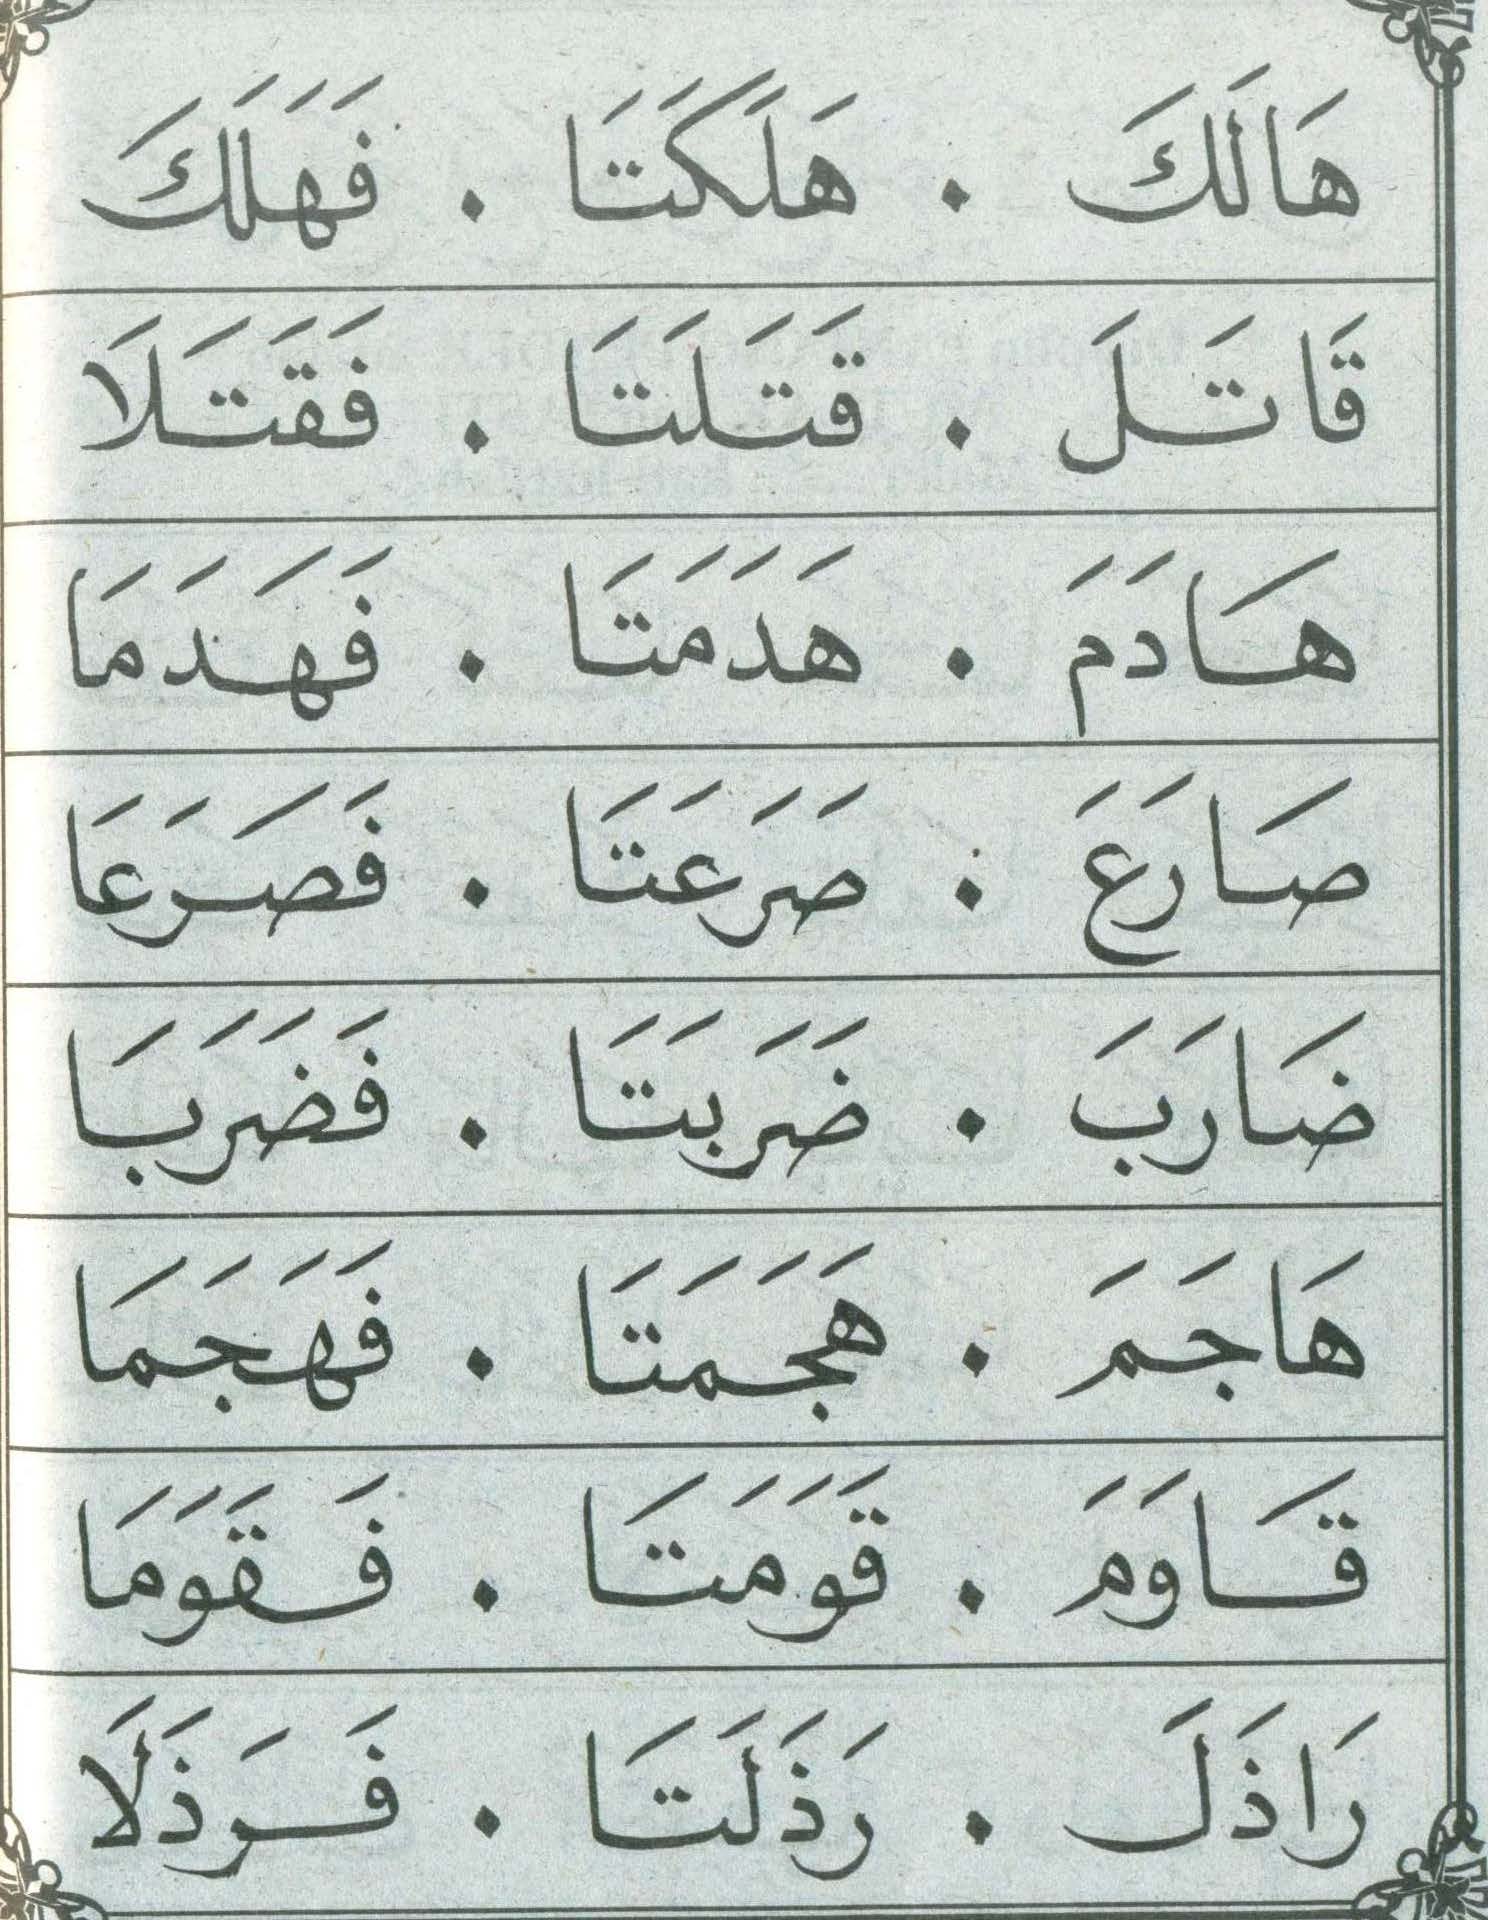 هَالَكَ . هَلَكَتَا . فَهَلَكَ
قَاتَلَ . قَتَلَتَا . فَقَتَلَا
هَادَمَ . هَدَمَتَا . فَهَدَمَا
صَارَعَ . صَرَعَتَا . فَصَرَعَا
ضَارَبَ . ضَرَبَتَا . فَضَرَبَا
هَاجَمَ . هَجَمَتَا . فَهَجَمَا
قَاوَمَ . قَوَمَتَا . فَقَوَمَا
رَاذَلَ . رَذَلَتَا . فَرَذَلَا